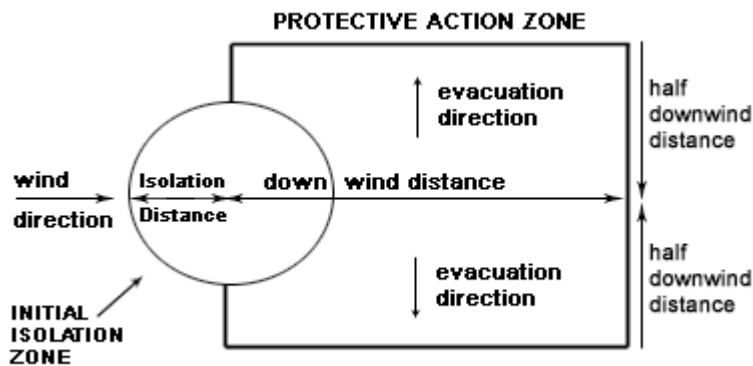 PROTECTIVE ACTION ZONE
evacuation
direction
half
downwind
distance
wind
direction
Isolation
Distance
down wind distance
evacuation
direction
half
downwind
distance
INITIAL
ISOLATION
ZONE